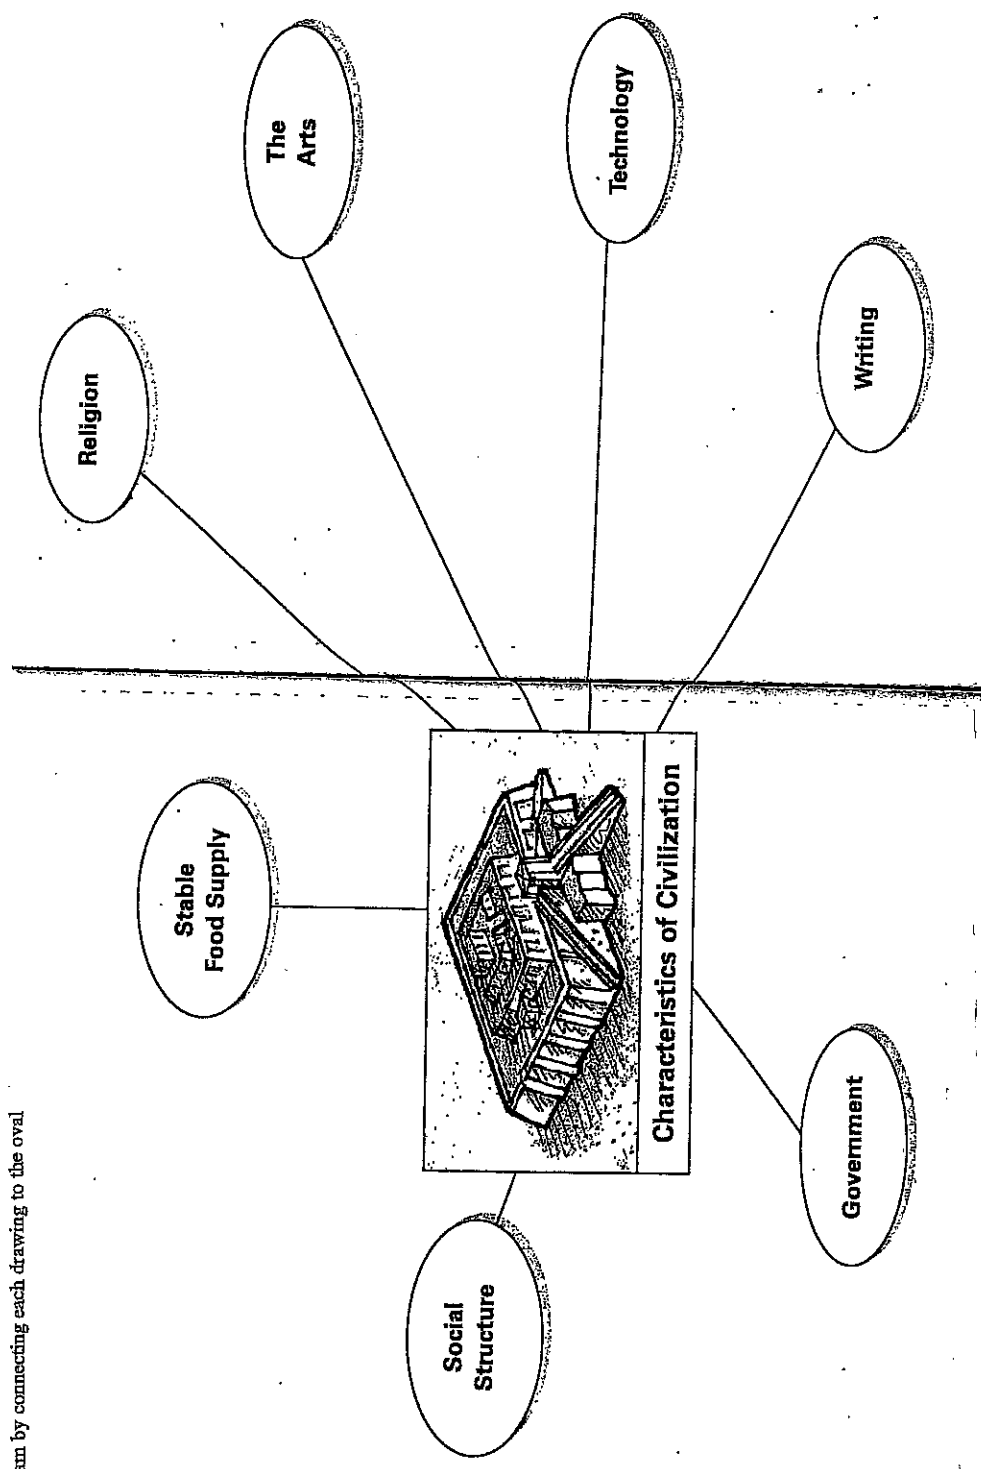 am by connecting each drawing to the oval
Social
Structure
Stable
Food Supply
Religion
The
Arts
Technology
Writing
Government
Characteristics of Civilization